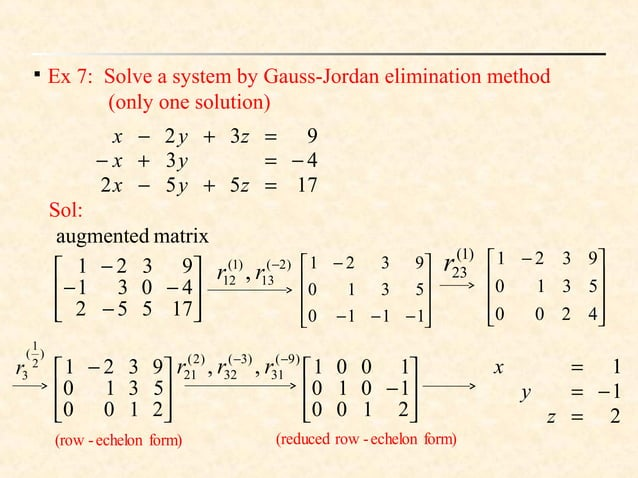 ▪ Ex 7: Solve a system by Gauss-Jordan elimination method
(only one solution)
x − 2y + 3z = 9
− x + 3y = − 4
2x − 5y + 5z = 17
Sol:
augmented matrix
[ 1 − 2 3 9 ; −1 3 0 − 4 ; 2 − 5 5 17 ] r₁₂⁽¹⁾ , r₁₃⁽⁻²⁾ → [ 1 − 2 3 9 ; 0 1 3 5 ; 0 − 1 − 1 − 1 ] r₂₃⁽¹⁾ → [ 1 − 2 3 9 ; 0 1 3 5 ; 0 0 2 4 ]
r₃^(1/2) → [ 1 − 2 3 9 ; 0 1 3 5 ; 0 0 1 2 ] r₂₁⁽²⁾ , r₃₂⁽⁻³⁾ , r₃₁⁽⁻⁹⁾ → [ 1 0 0 1 ; 0 1 0 −1 ; 0 0 1 2 ] →
x = 1
y = −1
z = 2
(row - echelon form) (reduced row - echelon form)